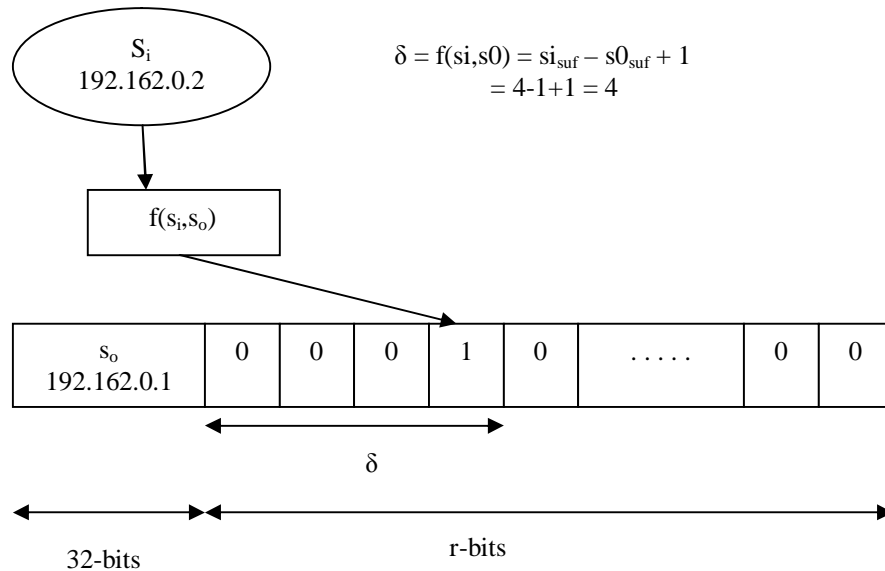 Sᵢ
192.162.0.2
δ = f(si,s0) = siₛᵤf – s0ₛᵤf + 1
= 4-1+1 = 4
f(sᵢ,sₒ)
sₒ
192.162.0.1
0 0 0 1 0 . . . . . 0 0
δ
32-bits
r-bits